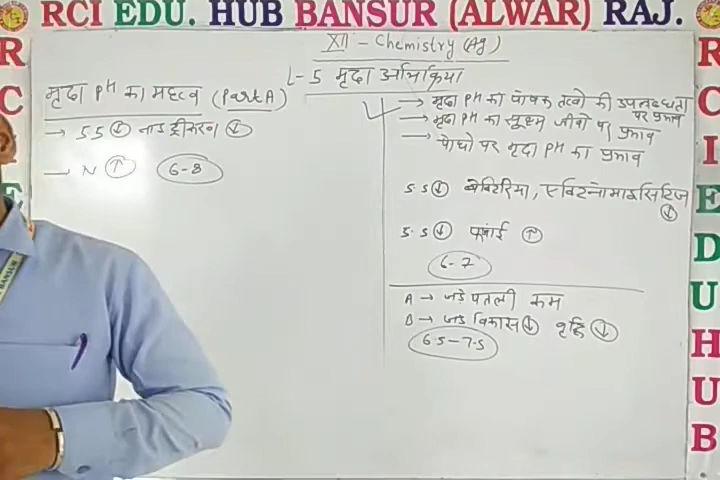 RCI EDU. HUB BANSUR (ALWAR) RAJ.
XII - Chemistry (Ag)
L-5 मृदा अभिक्रिया
मृदा pH का महत्व (Part A)
→ 5.5 ↓ नाइट्रीकरण ↓
→ N ↑ 6-8
→ मृदा pH का पोषक तत्वो की उपलब्धता पर प्रभाव
→ मृदा pH का सूक्ष्म जीवो पर प्रभाव
→ पोधो पर मृदा pH का प्रभाव
5.5 ↓ बेक्टिरिया, एक्टिनोमाइसिटिज ↓
5.5 ↓ फंजाई ↑
6-7
A → जड़े पतली कम
B → जड़ विकास ↓ वृद्धि ↓
6.5-7.5
R
C
I
E
D
U
H
U
B
R
C
BANSUR